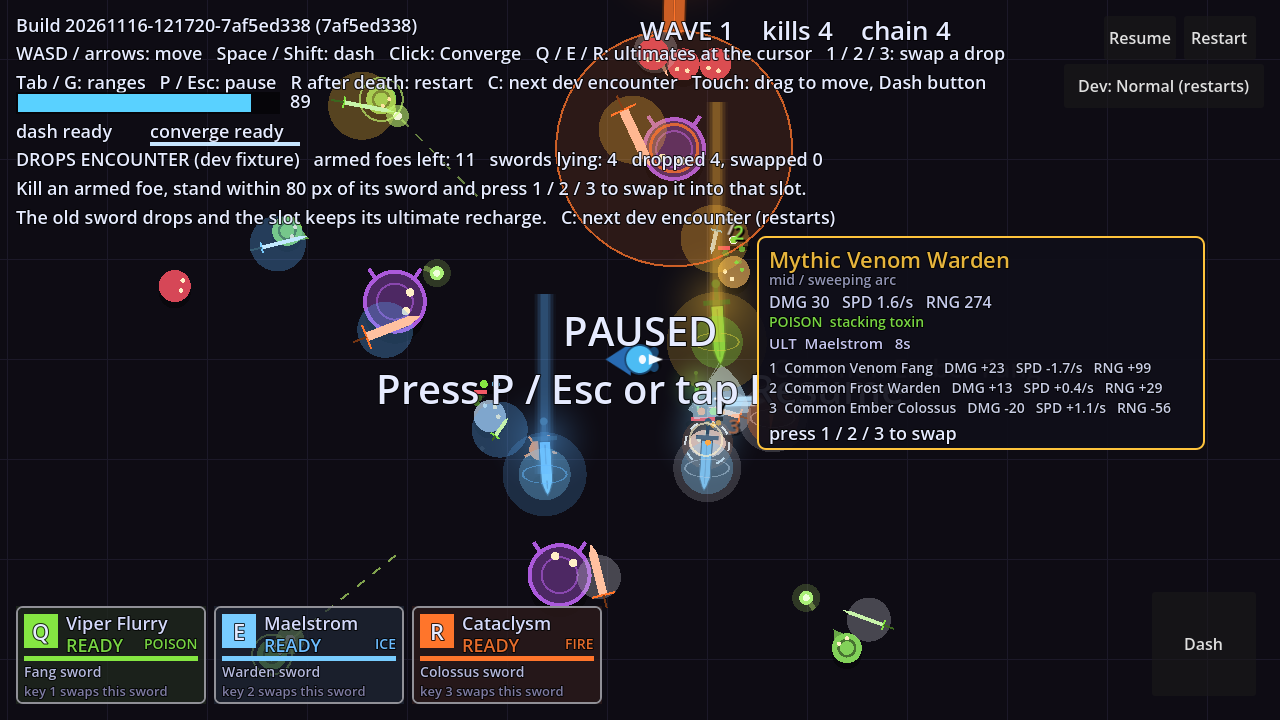 Build 20261116-121720-7af5ed338 (7af5ed338)
WAVE 1 kills 4 chain 4
Resume Restart
WASD / arrows: move Space / Shift: dash Click: Converge Q / E / R: ultimates at the cursor 1 / 2 / 3: swap a drop
Tab / G: ranges P / Esc: pause R after death: restart C: next dev encounter Touch: drag to move, Dash button
Dev: Normal (restarts)
89
dash ready converge ready
DROPS ENCOUNTER (dev fixture) armed foes left: 11 swords lying: 4 dropped 4, swapped 0
Kill an armed foe, stand within 80 px of its sword and press 1 / 2 / 3 to swap it into that slot.
The old sword drops and the slot keeps its ultimate recharge. C: next dev encounter (restarts)
2
Mythic Venom Warden
mid / sweeping arc
DMG 30 SPD 1.6/s RNG 274
POISON stacking toxin
ULT Maelstrom 8s
1 Common Venom Fang DMG +23 SPD -1.7/s RNG +99
2 Common Frost Warden DMG +13 SPD +0.4/s RNG +29
3 Common Ember Colossus DMG -20 SPD +1.1/s RNG -56
press 1 / 2 / 3 to swap
PAUSED
Press P / Esc or tap Resume
3
Q Viper Flurry
READY POISON
Fang sword
key 1 swaps this sword
E Maelstrom
READY ICE
Warden sword
key 2 swaps this sword
R Cataclysm
READY FIRE
Colossus sword
key 3 swaps this sword
Dash